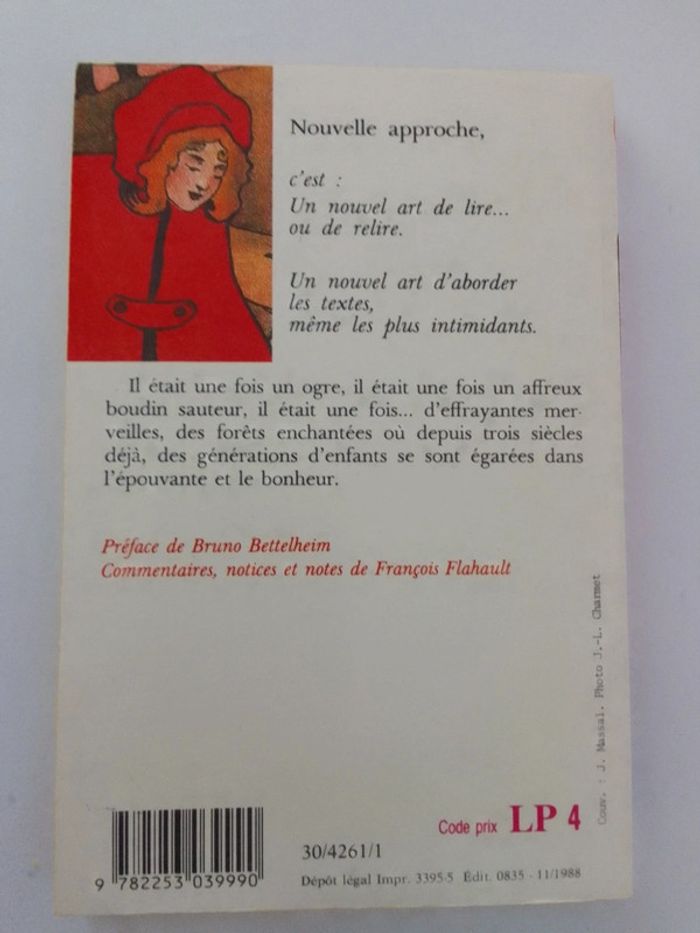 Nouvelle approche,
c'est :
Un nouvel art de lire...
ou de relire.
Un nouvel art d'aborder
les textes,
même les plus intimidants.
Il était une fois un ogre, il était une fois un affreux
boudin sauteur, il était une fois... d'effrayantes mer-
veilles, des forêts enchantées où depuis trois siècles
déjà, des générations d'enfants se sont égarées dans
l'épouvante et le bonheur.
Préface de Bruno Bettelheim
Commentaires, notices et notes de François Flahault
Couv. : J. Massal. Photo J.-L. Charmet
Code prix LP 4
30/4261/1
9 782253 039990
Dépôt légal Impr. 3395-5 Édit. 0835 - 11/1988